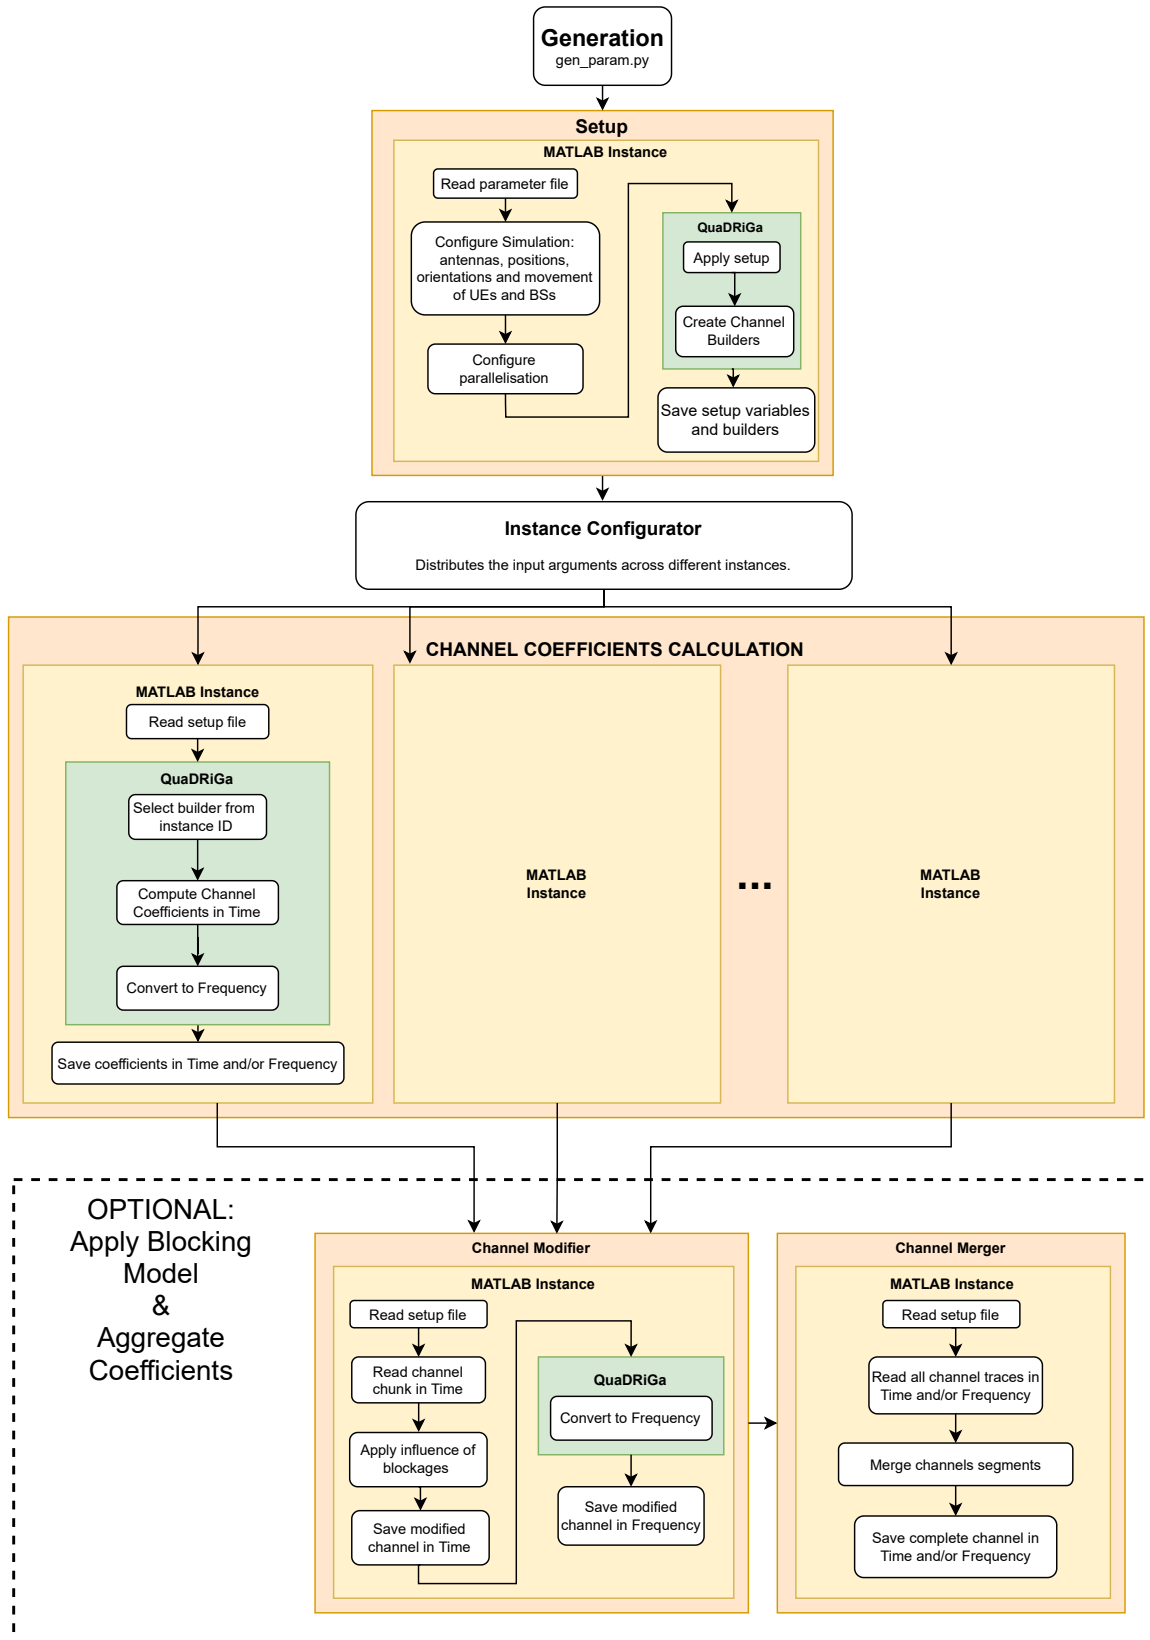 Generation
gen_param.py
Setup
MATLAB Instance
Read parameter file
Configure Simulation:
antennas, positions,
orientations and movement
of UEs and BSs
Configure
parallelisation
QuaDRiGa
Apply setup
Create Channel
Builders
Save setup variables
and builders
Instance Configurator
Distributes the input arguments across different instances.
CHANNEL COEFFICIENTS CALCULATION
MATLAB Instance
Read setup file
QuaDRiGa
Select builder from
instance ID
Compute Channel
Coefficients in Time
Convert to Frequency
Save coefficients in Time and/or Frequency
MATLAB
Instance
...
MATLAB
Instance
OPTIONAL:
Apply Blocking
Model
&
Aggregate
Coefficients
Channel Modifier
MATLAB Instance
Read setup file
Read channel
chunk in Time
Apply influence of
blockages
Save modified
channel in Time
QuaDRiGa
Convert to Frequency
Save modified
channel in Frequency
Channel Merger
MATLAB Instance
Read setup file
Read all channel traces in
Time and/or Frequency
Merge channels segments
Save complete channel in
Time and/or Frequency